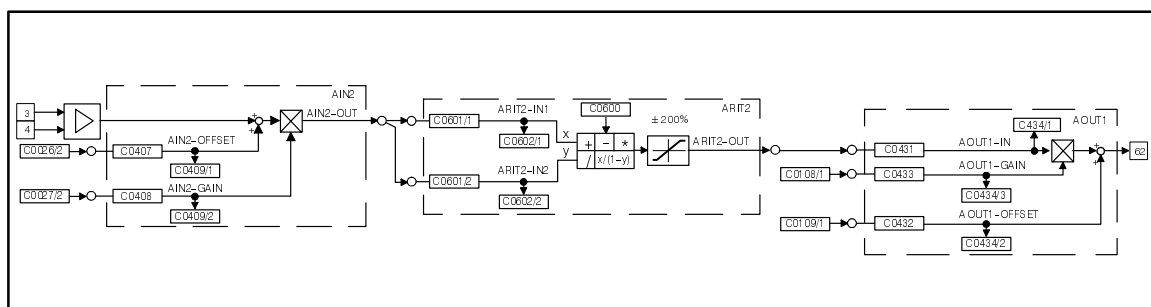 AIN2
3
4
+
+
AIN2-OUT
C0026/2
C0407
AIN2-OFFSET
C0409/1
C0027/2
C0408
AIN2-GAIN
C0409/2
ARIT2
C0601/1
ARIT2-IN1
C0602/1
C0600
± 200%
x
y
+ - *
/ x/(1-y)
ARIT2-OUT
C0601/2
ARIT2-IN2
C0602/2
AOUT1
C434/1
C0431
AOUT1-IN
+
+
62
C0108/1
C0433
AOUT1-GAIN
C0434/3
C0109/1
C0432
AOUT1-OFFSET
C0434/2